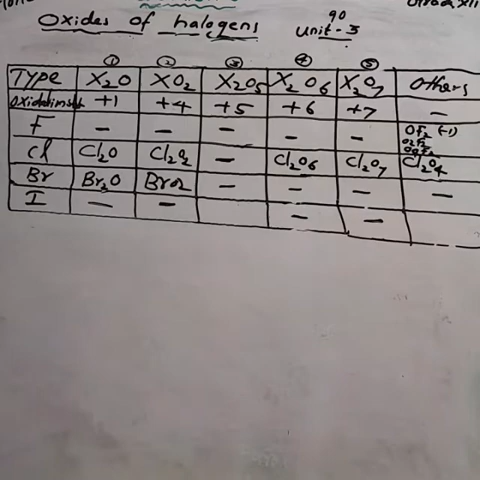 90
Oxides of halogens unit-3
① ② ③ ④ ⑤
Type X₂O XO₂ X₂O₅ X₂O₆ X₂O₇ Others
+1 +4 +5 +6 +7 —
F — — — — — OF₂ (-1)
O₂F₂
Cl Cl₂O — Cl₂O₆ Cl₂O₇ Cl₂O₄
Br Br₂O BrO2 — — — —
I — — — —